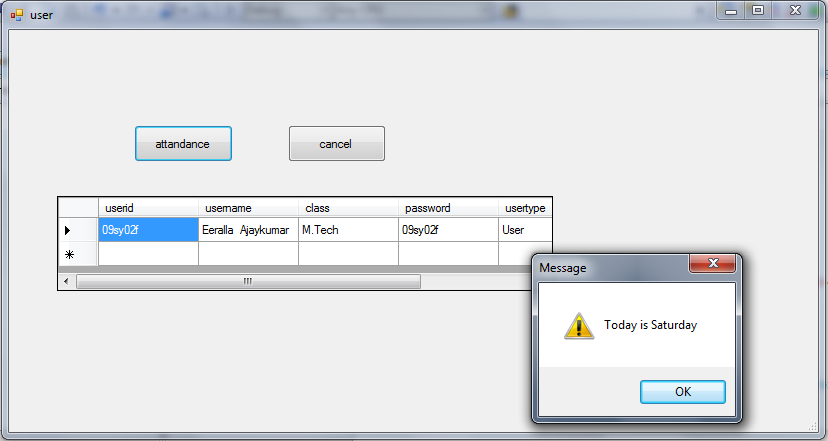 user
attandance
cancel
userid username class password usertype
09sy02f Eeralla Ajaykumar M.Tech 09sy02f User
Message
Today is Saturday
OK